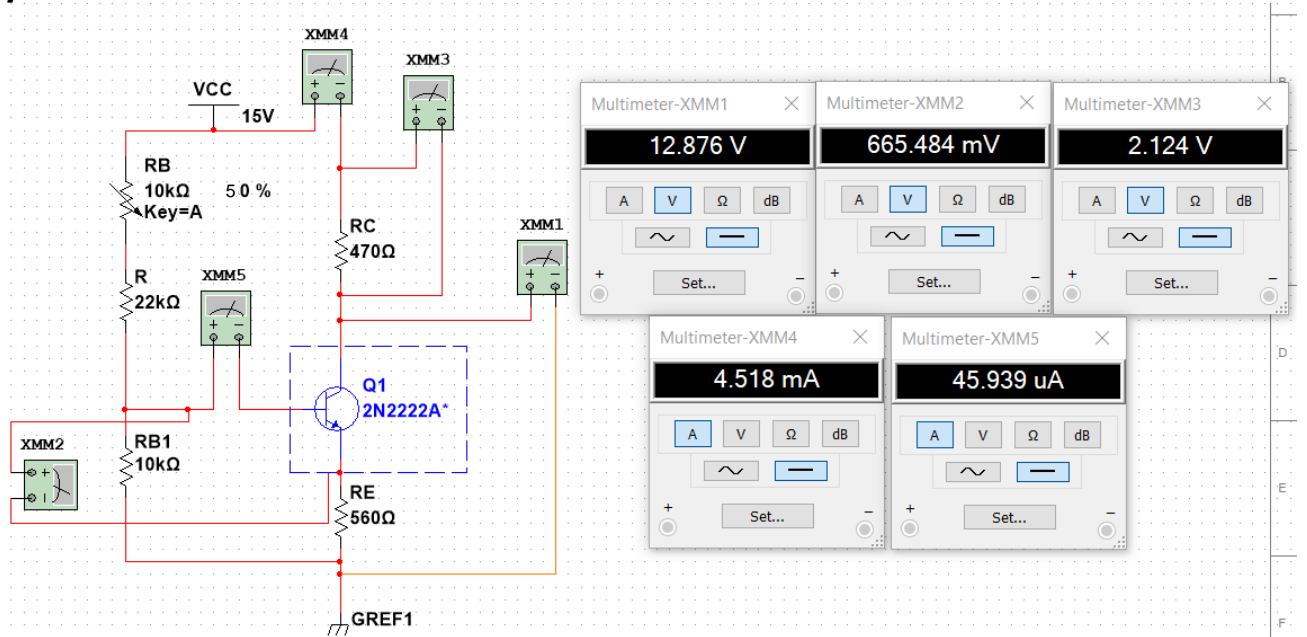 XMM4
XMM3
VCC
15V
RB
10kΩ 50 %
Key=A
RC
470Ω
XMM1
R
22kΩ
XMM5
Q1
2N2222A*
XMM2
RB1
10kΩ
RE
560Ω
GREF1
Multimeter-XMM1
12.876 V
A V Ω dB
+ Set... −
Multimeter-XMM2
665.484 mV
A V Ω dB
+ Set... −
Multimeter-XMM3
2.124 V
A V Ω dB
+ Set... −
Multimeter-XMM4
4.518 mA
A V Ω dB
+ Set... −
Multimeter-XMM5
45.939 uA
A V Ω dB
+ Set... −
D
E
F